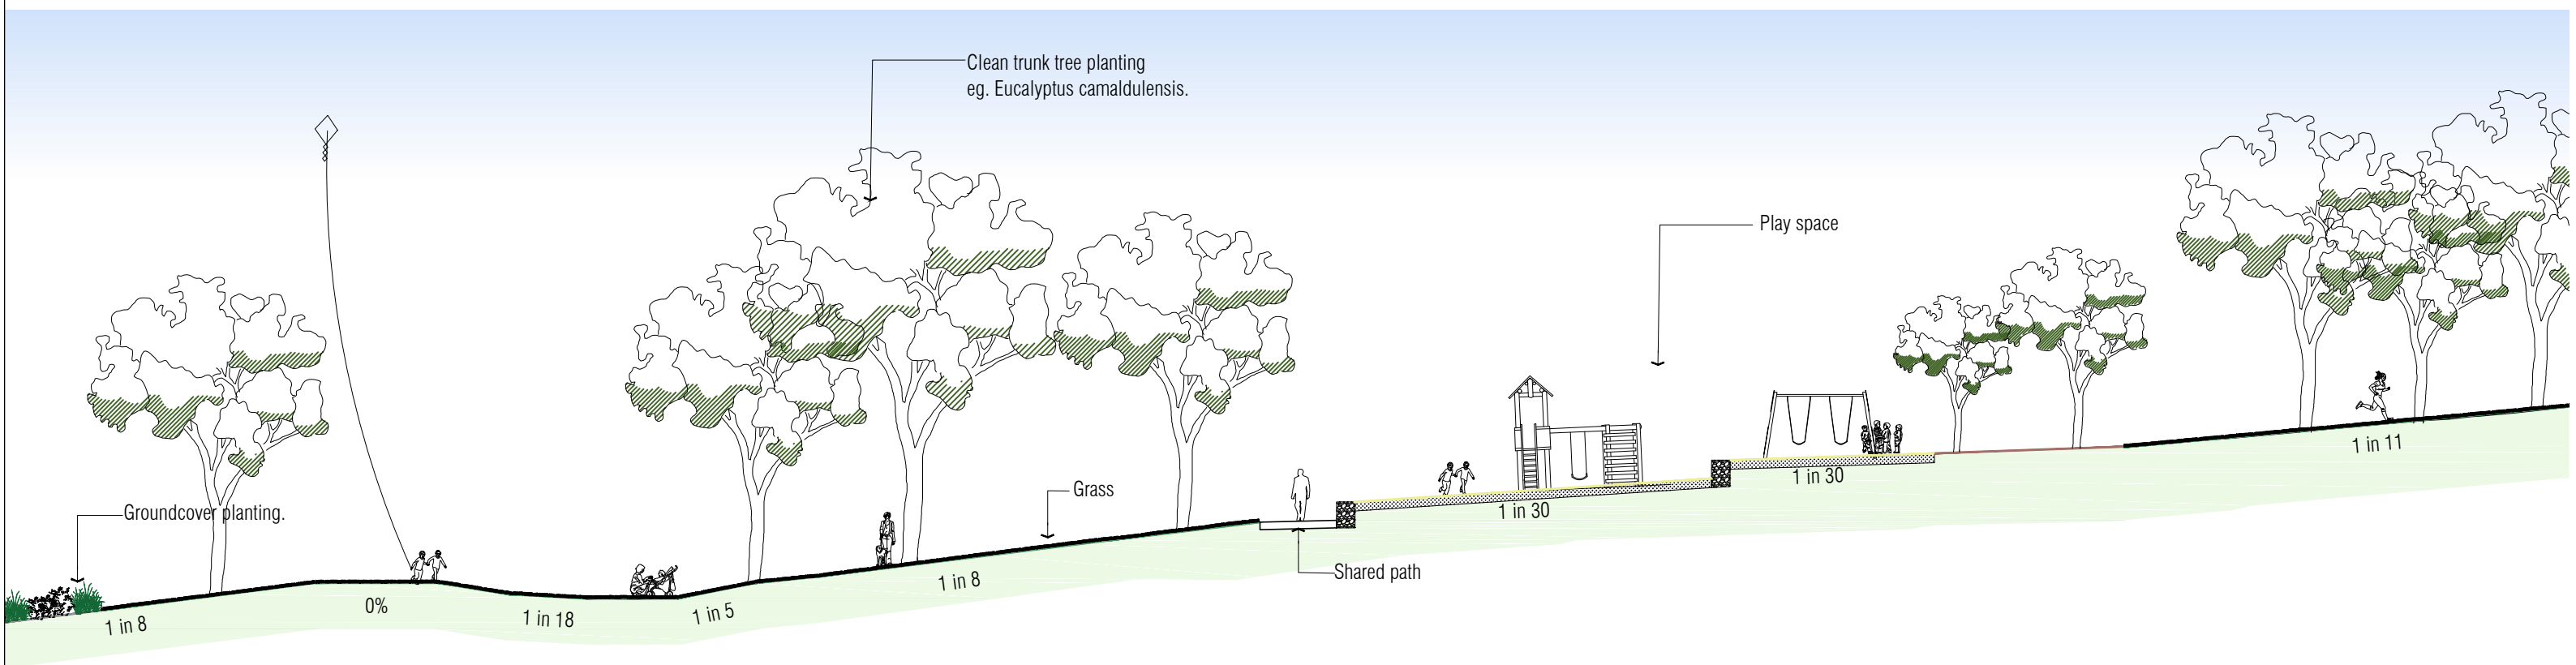 Clean trunk tree planting
eg. Eucalyptus camaldulensis.
Play space
Groundcover planting.
Grass
Shared path
1 in 8
0%
1 in 18
1 in 5
1 in 8
1 in 30
1 in 30
1 in 11